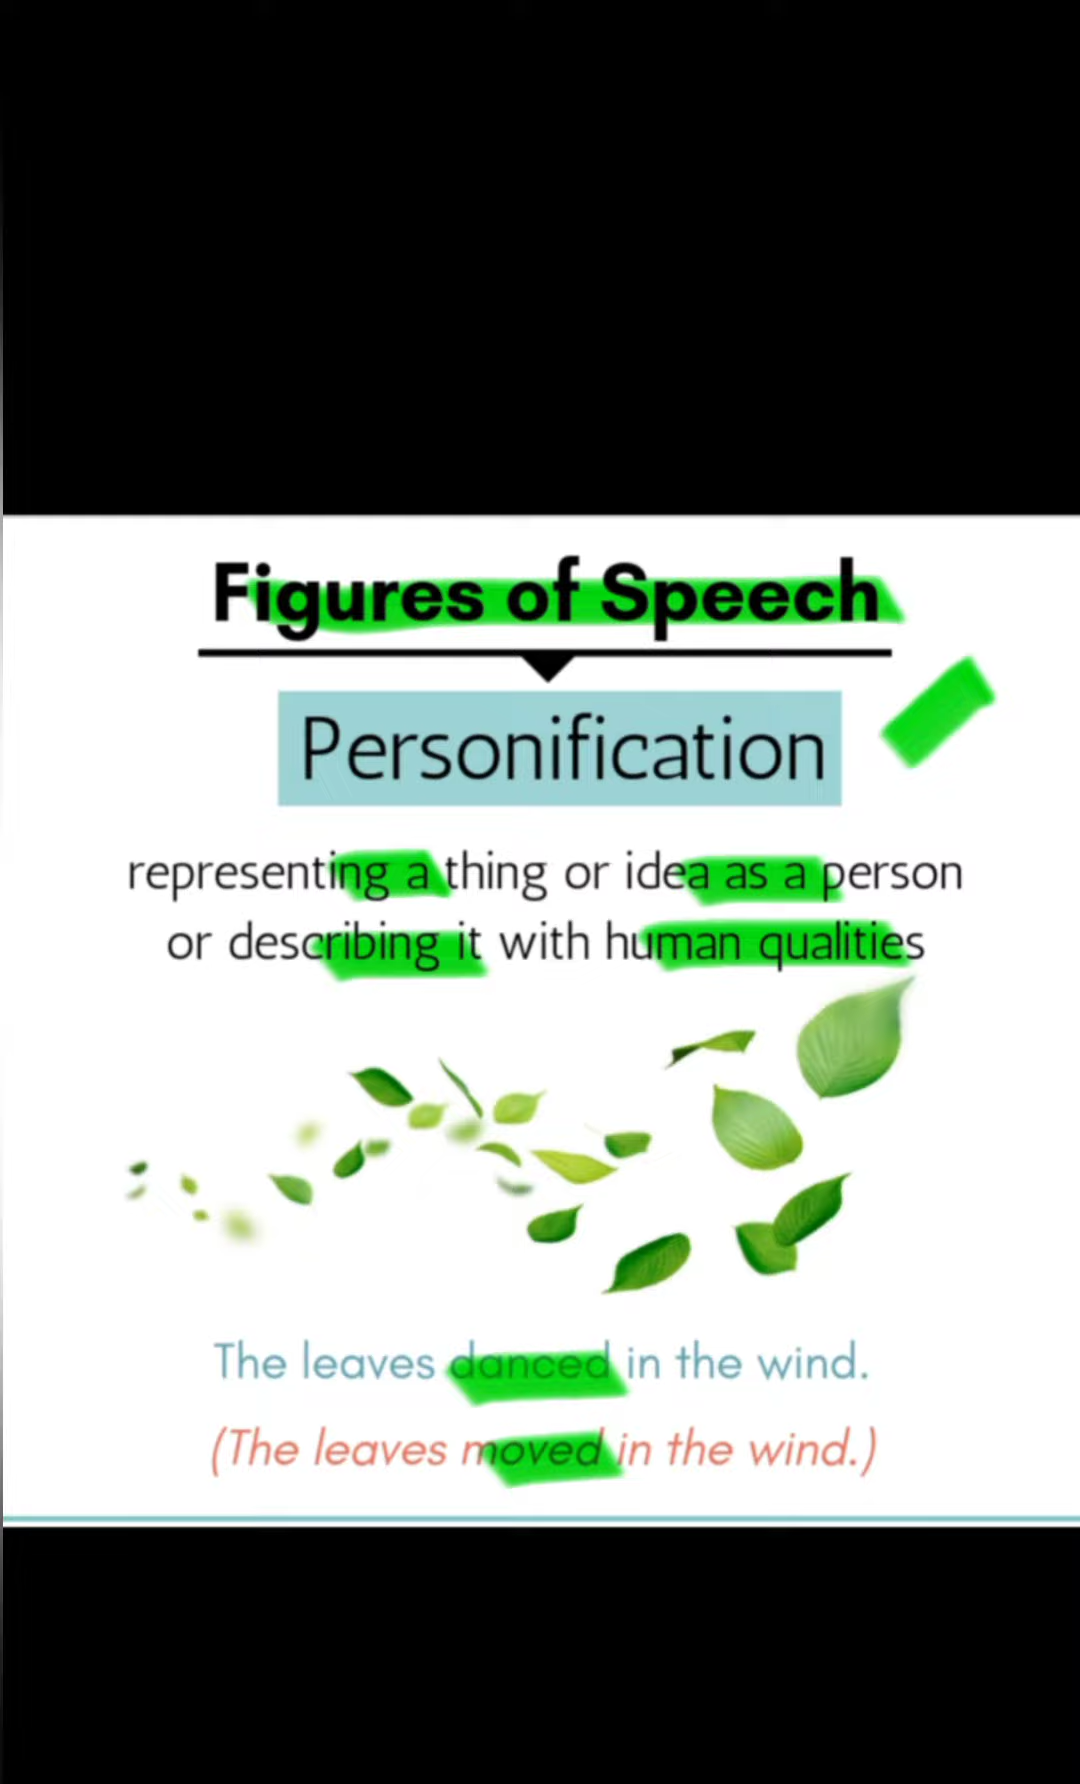 Figures of Speech
Personification
representing a thing or idea as a person
or describing it with human qualities
The leaves danced in the wind.
(The leaves moved in the wind.)